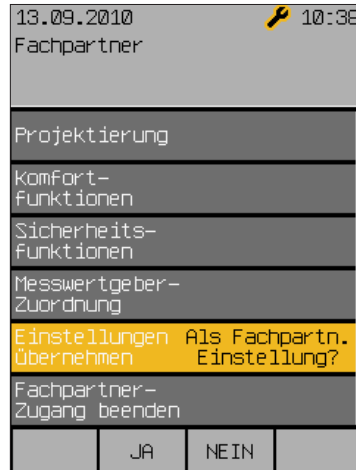 13.09.2010 10:38
Fachpartner
Projektierung
Komfort-
funktionen
Sicherheits-
funktionen
Messwertgeber-
Zuordnung
Einstellungen Als Fachpartn.
übernehmen Einstellung?
Fachpartner-
Zugang beenden
JA NEIN